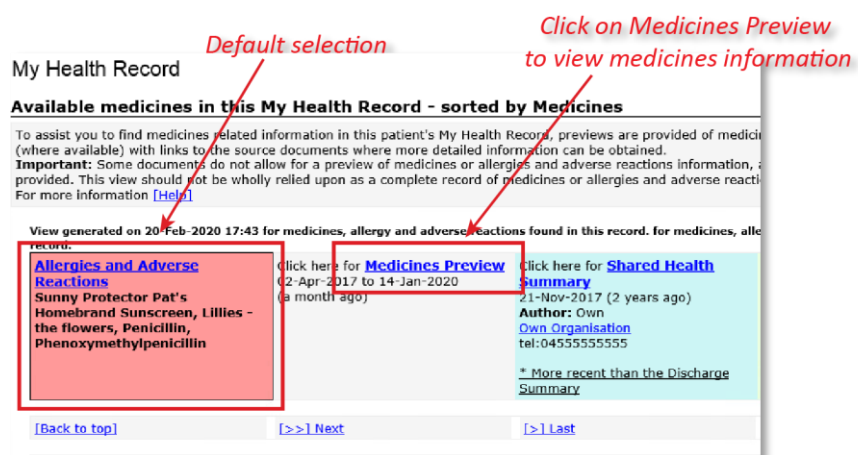 Default selection
Click on Medicines Preview
to view medicines information
My Health Record
Available medicines in this My Health Record - sorted by Medicines
To assist you to find medicines related information in this patient's My Health Record, previews are provided of medicin
(where available) with links to the source documents where more detailed information can be obtained.
Important: Some documents do not allow for a preview of medicines or allergies and adverse reactions information, a
provided. This view should not be wholly relied upon as a complete record of medicines or allergies and adverse reacti
For more information [Help]
View generated on 20-Feb-2020 17:43 for medicines, allergy and adverse reactions found in this record. for medicines, alle
record.
Allergies and Adverse
Reactions
Sunny Protector Pat's
Homebrand Sunscreen, Lillies -
the flowers, Penicillin,
Phenoxymethylpenicillin
Click here for Medicines Preview
02-Apr-2017 to 14-Jan-2020
(a month ago)
Click here for Shared Health
Summary
21-Nov-2017 (2 years ago)
Author: Own
Own Organisation
tel:04555555555
* More recent than the Discharge
Summary
[Back to top]
[>>] Next
[>] Last